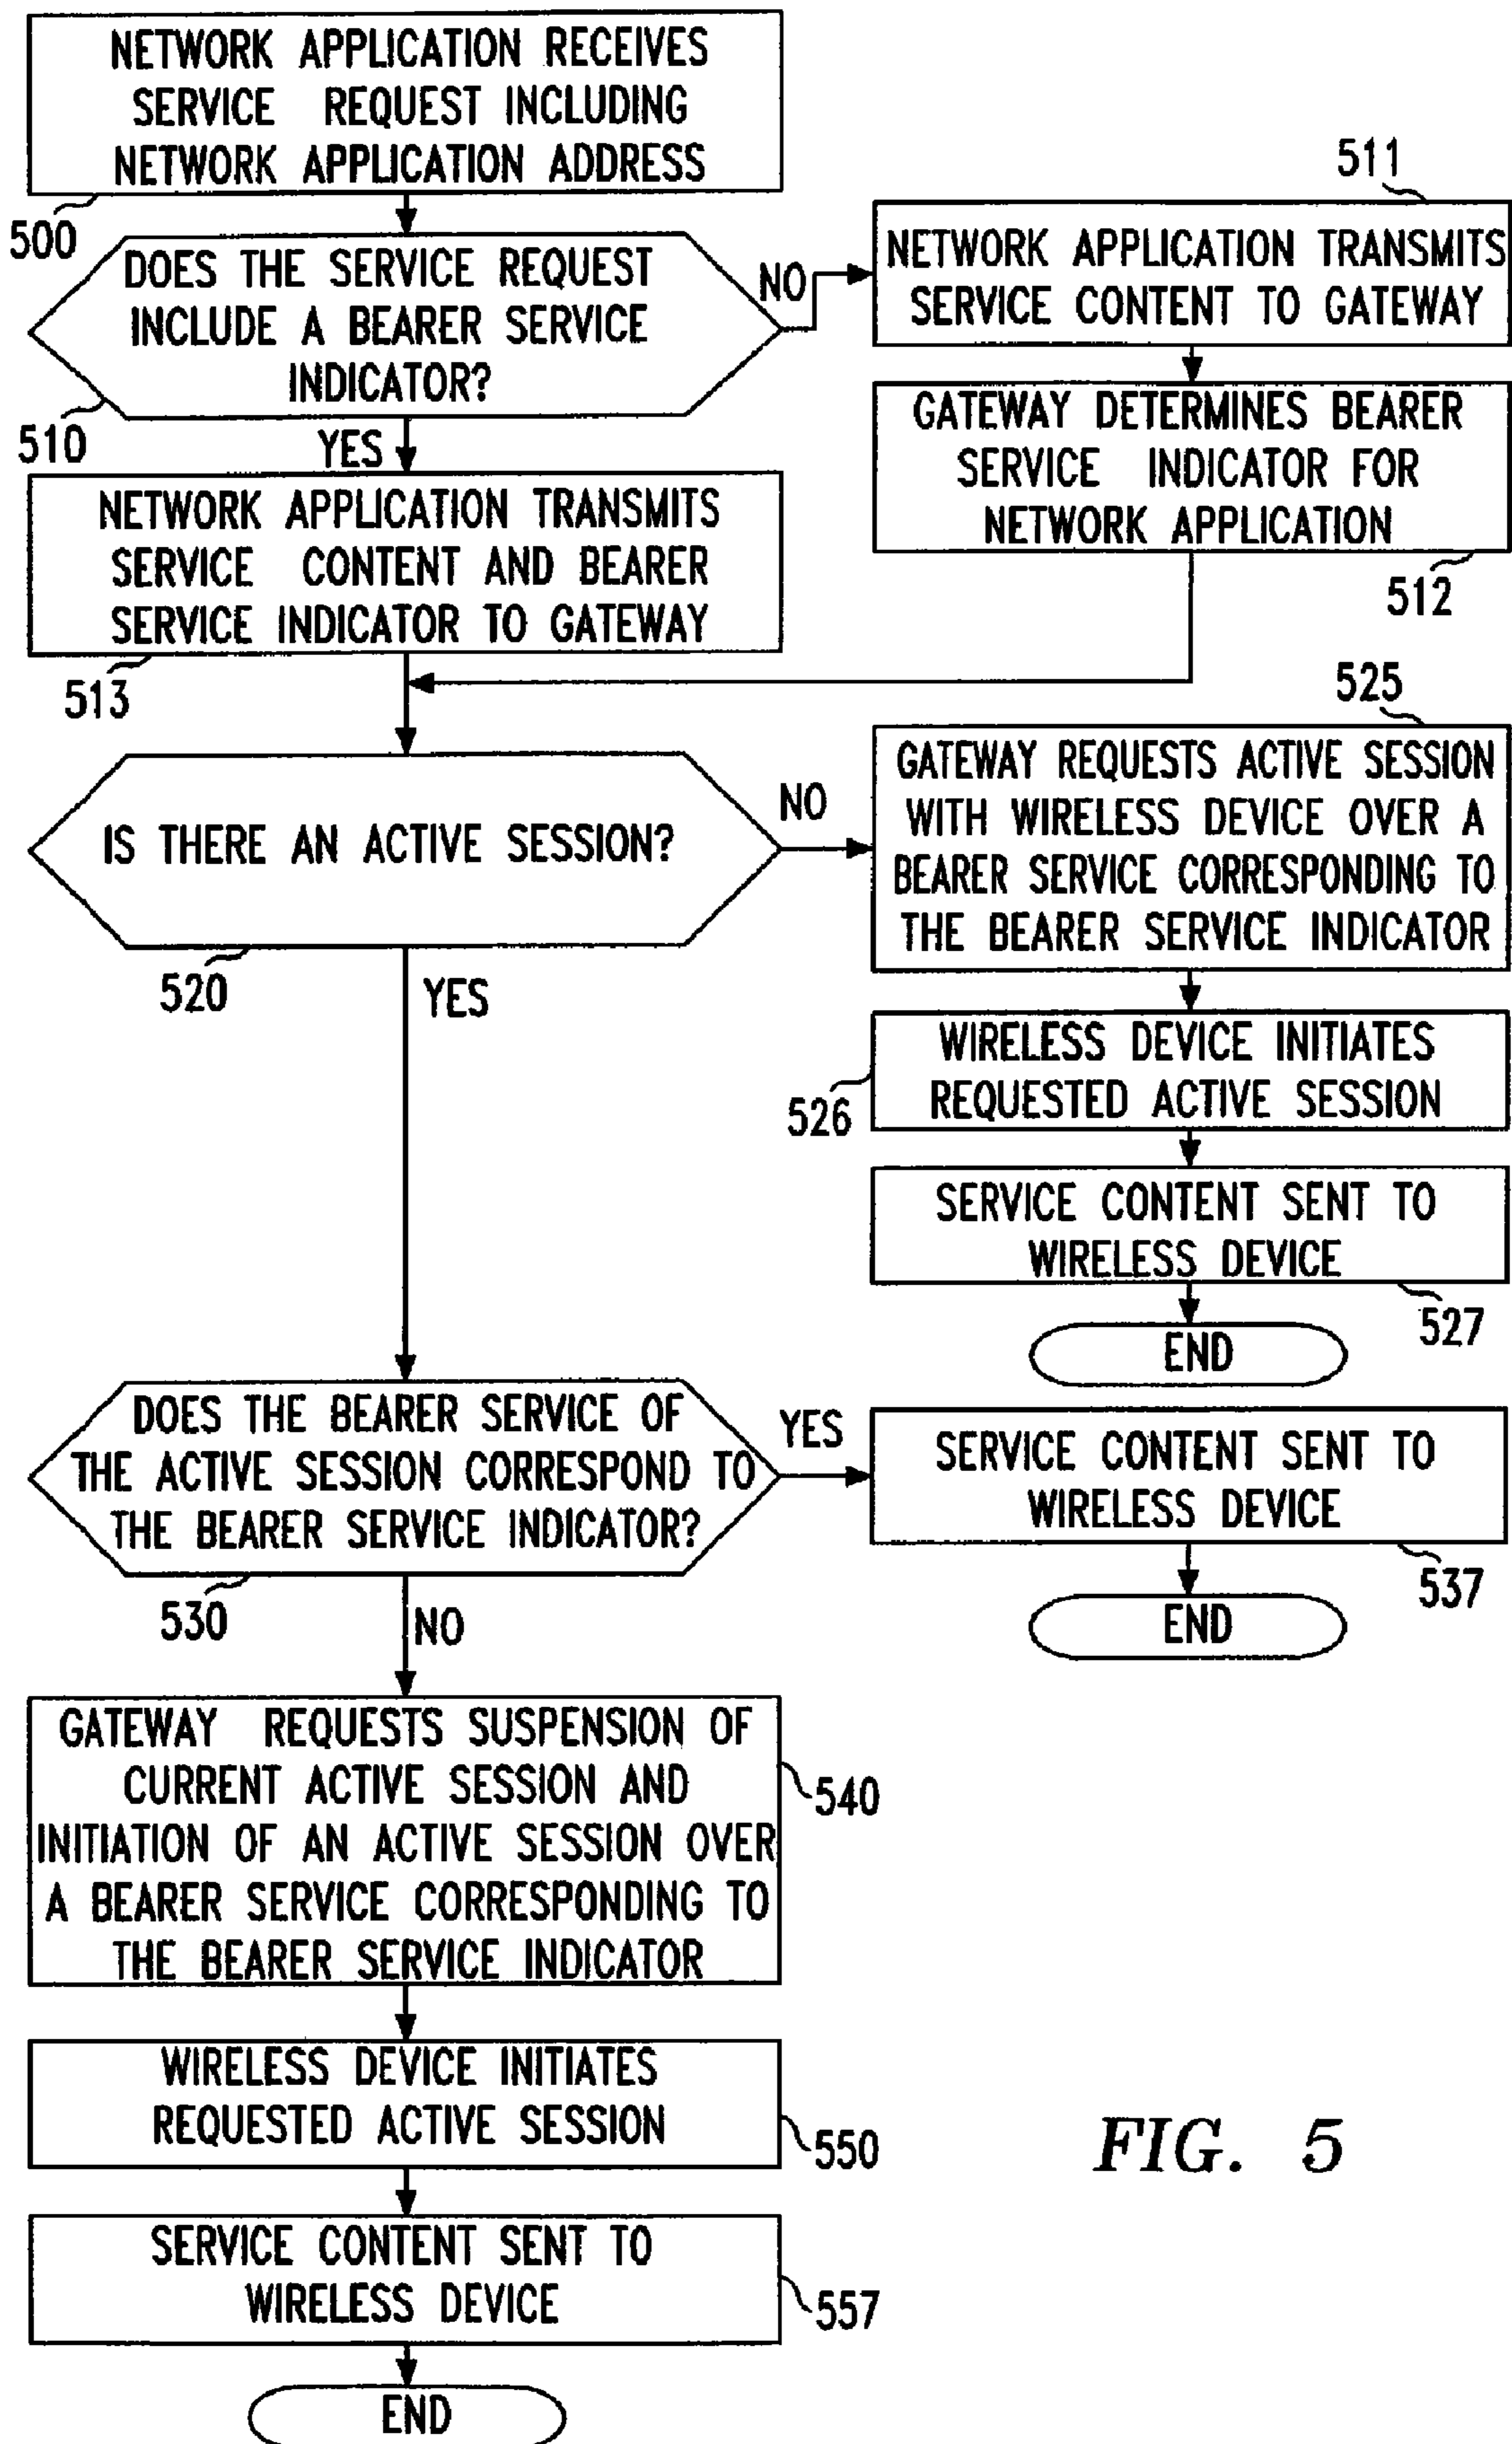 NETWORK APPLICATION RECEIVES
SERVICE REQUEST INCLUDING
NETWORK APPLICATION ADDRESS
500
DOES THE SERVICE REQUEST
INCLUDE A BEARER SERVICE
INDICATOR?
510
NO
511
NETWORK APPLICATION TRANSMITS
SERVICE CONTENT TO GATEWAY
GATEWAY DETERMINES BEARER
SERVICE INDICATOR FOR
NETWORK APPLICATION
512
YES
NETWORK APPLICATION TRANSMITS
SERVICE CONTENT AND BEARER
SERVICE INDICATOR TO GATEWAY
513
IS THERE AN ACTIVE SESSION?
520
NO
525
GATEWAY REQUESTS ACTIVE SESSION
WITH WIRELESS DEVICE OVER A
BEARER SERVICE CORRESPONDING TO
THE BEARER SERVICE INDICATOR
WIRELESS DEVICE INITIATES
REQUESTED ACTIVE SESSION
526
SERVICE CONTENT SENT TO
WIRELESS DEVICE
527
END
YES
DOES THE BEARER SERVICE OF
THE ACTIVE SESSION CORRESPOND TO
THE BEARER SERVICE INDICATOR?
530
YES
SERVICE CONTENT SENT TO
WIRELESS DEVICE
537
END
NO
GATEWAY REQUESTS SUSPENSION OF
CURRENT ACTIVE SESSION AND
INITIATION OF AN ACTIVE SESSION OVER
A BEARER SERVICE CORRESPONDING TO
THE BEARER SERVICE INDICATOR
540
WIRELESS DEVICE INITIATES
REQUESTED ACTIVE SESSION
550
SERVICE CONTENT SENT TO
WIRELESS DEVICE
557
END
FIG. 5